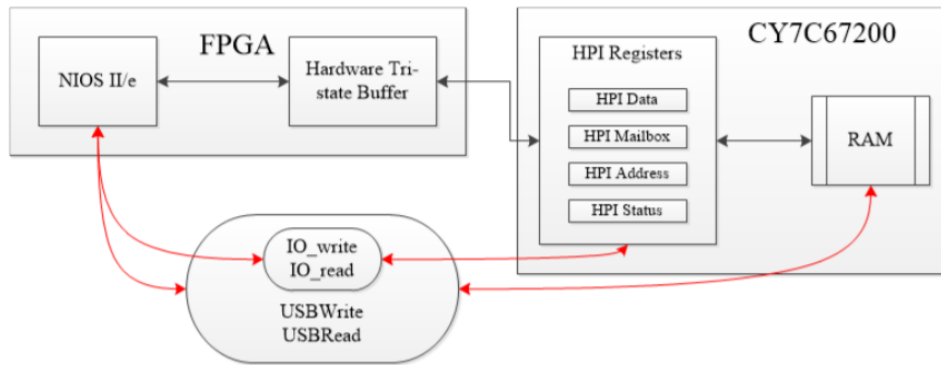 FPGA
NIOS II/e
Hardware Tri-
state Buffer
CY7C67200
HPI Registers
HPI Data
HPI Mailbox
HPI Address
HPI Status
RAM
IO_write
IO_read
USBWrite
USBRead